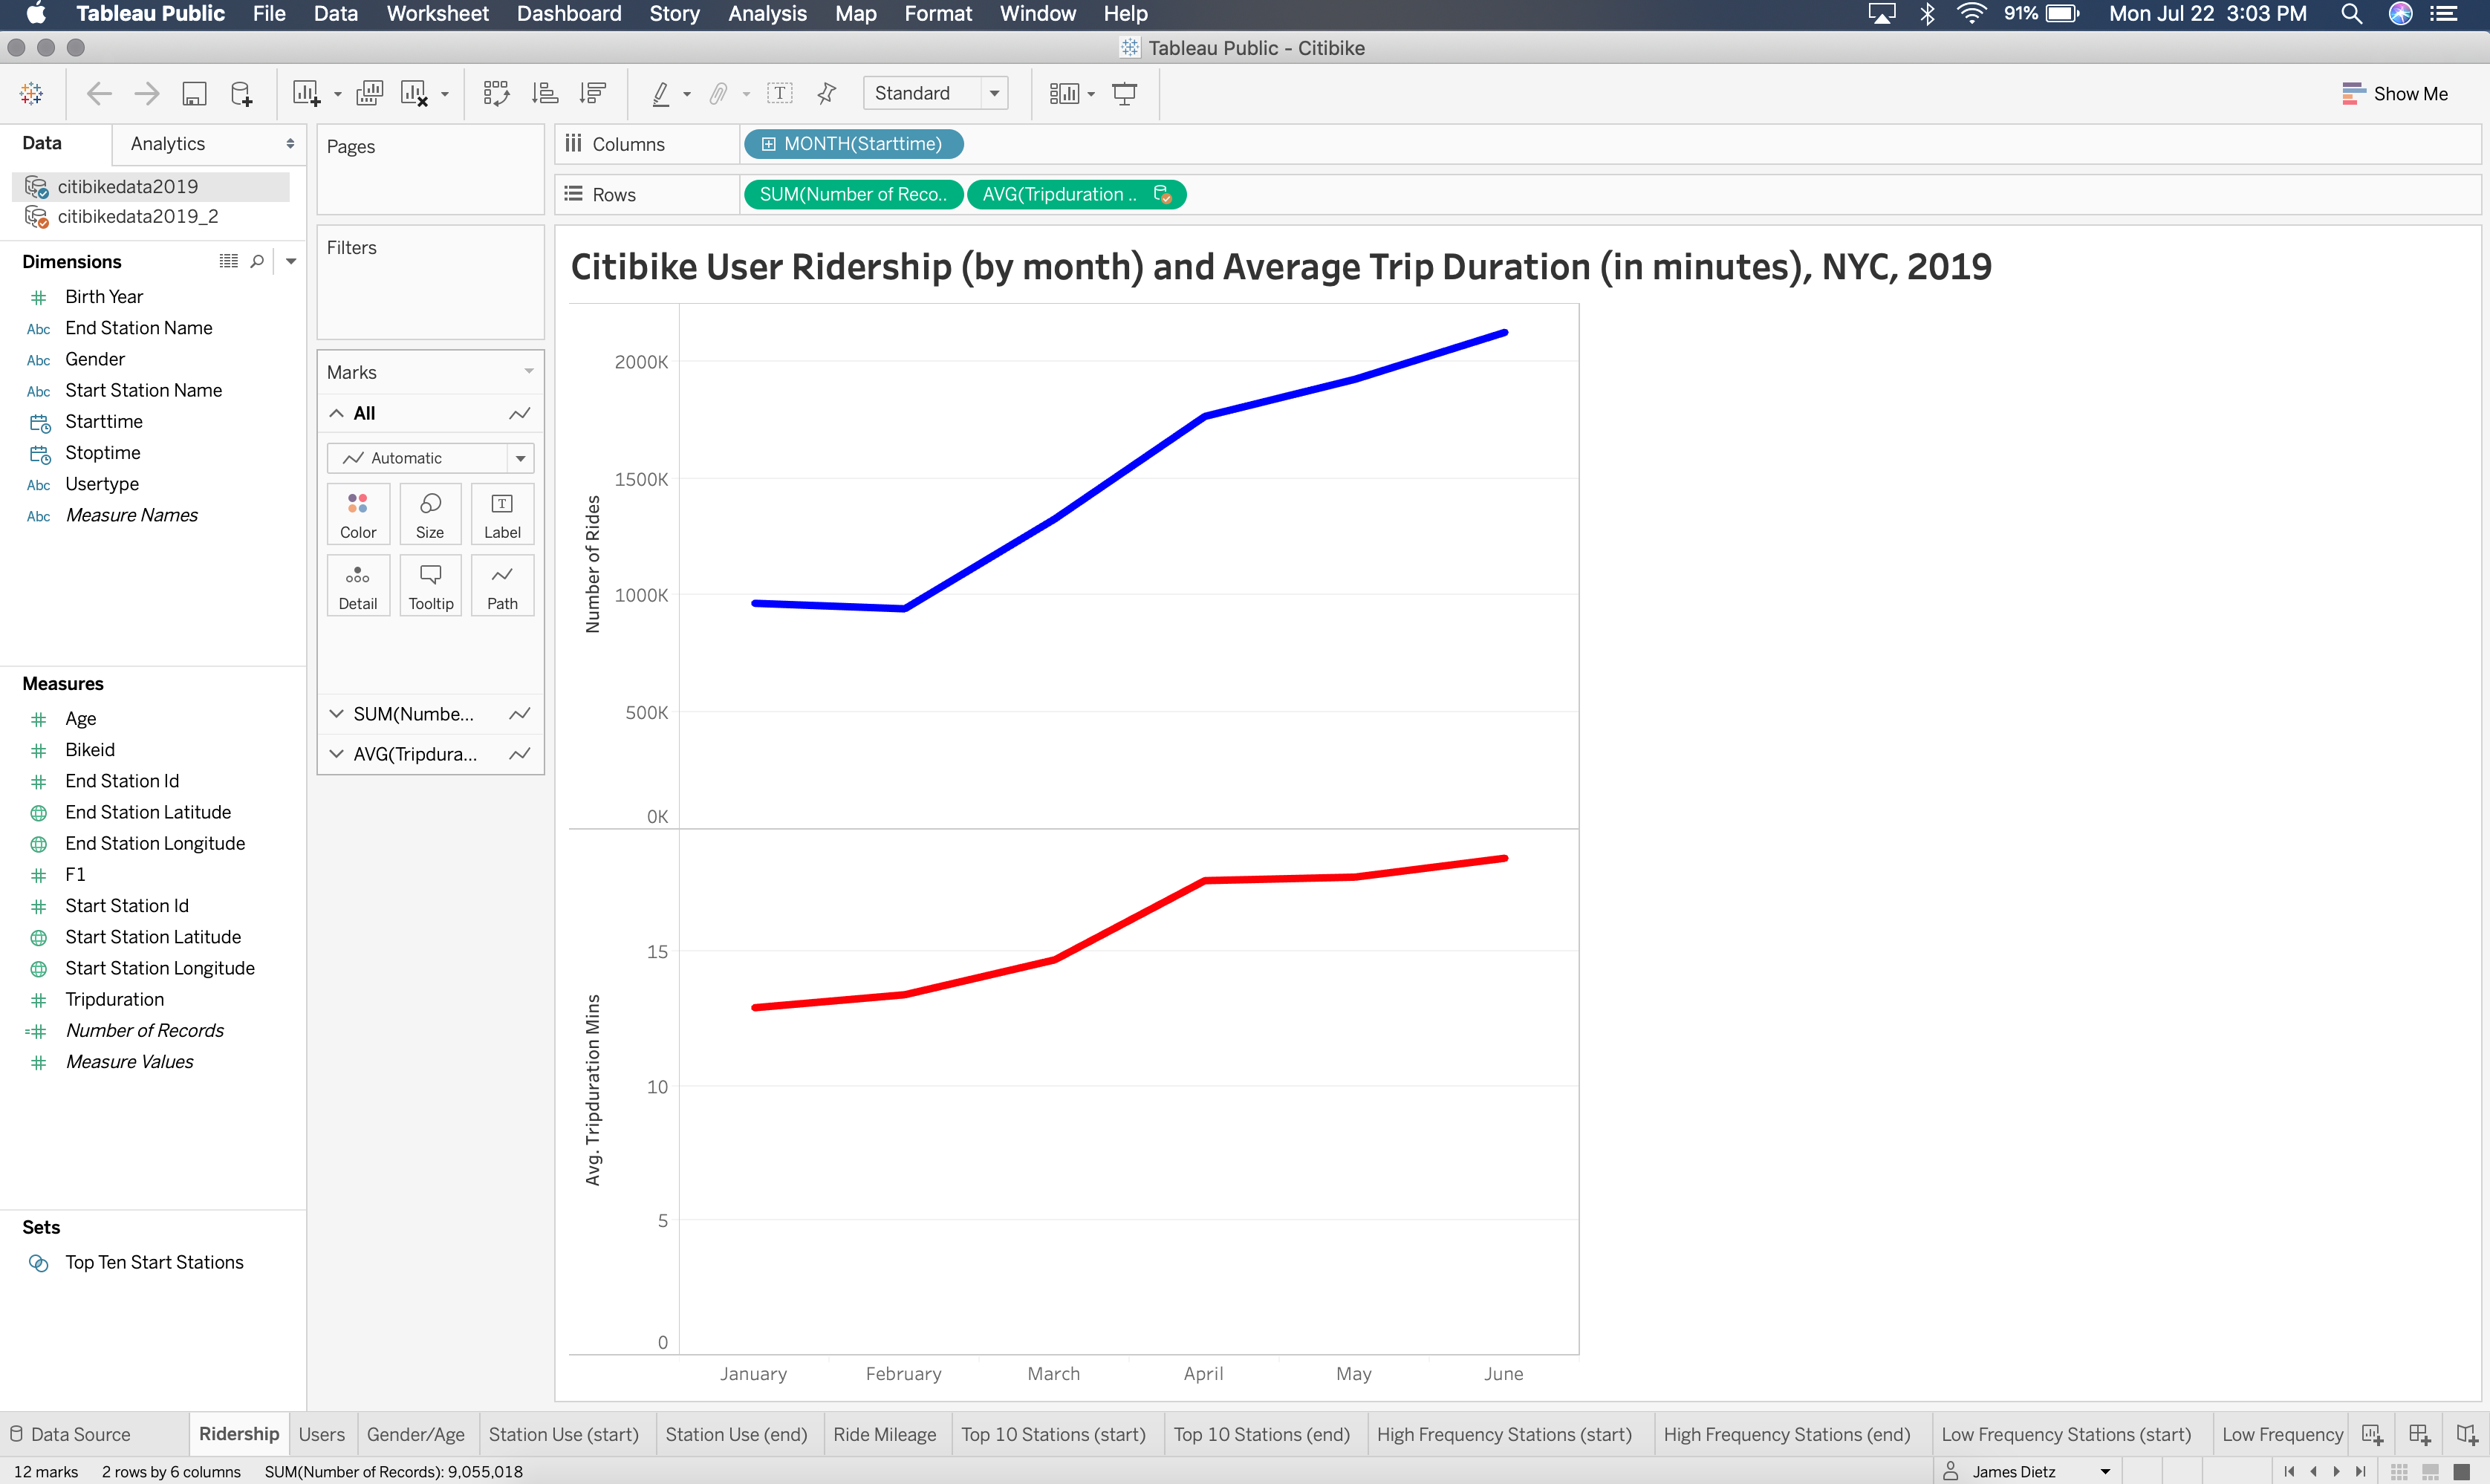 Tableau Public File Data Worksheet Dashboard Story Analysis Map Format Window Help 91% Mon Jul 22 3:03 PM
Tableau Public - Citibike
Standard
Show Me
Data Analytics
citibikedata2019
citibikedata2019_2
Dimensions
# Birth Year
Abc End Station Name
Abc Gender
Abc Start Station Name
Starttime
Stoptime
Abc Usertype
Abc Measure Names
Measures
# Age
# Bikeid
# End Station Id
End Station Latitude
End Station Longitude
# F1
# Start Station Id
Start Station Latitude
Start Station Longitude
# Tripduration
=# Number of Records
# Measure Values
Sets
Top Ten Start Stations
Pages
Filters
Marks
All
Automatic
Color Size Label
Detail Tooltip Path
SUM(Numbe...
AVG(Tripdura...
Columns MONTH(Starttime)
Rows SUM(Number of Reco.. AVG(Tripduration ..
Citibike User Ridership (by month) and Average Trip Duration (in minutes), NYC, 2019
Number of Rides
2000K
1500K
1000K
500K
0K
Avg. Tripduration Mins
15
10
5
0
January February March April May June
Data Source Ridership Users Gender/Age Station Use (start) Station Use (end) Ride Mileage Top 10 Stations (start) Top 10 Stations (end) High Frequency Stations (start) High Frequency Stations (end) Low Frequency Stations (start) Low Frequency
12 marks 2 rows by 6 columns SUM(Number of Records): 9,055,018 James Dietz